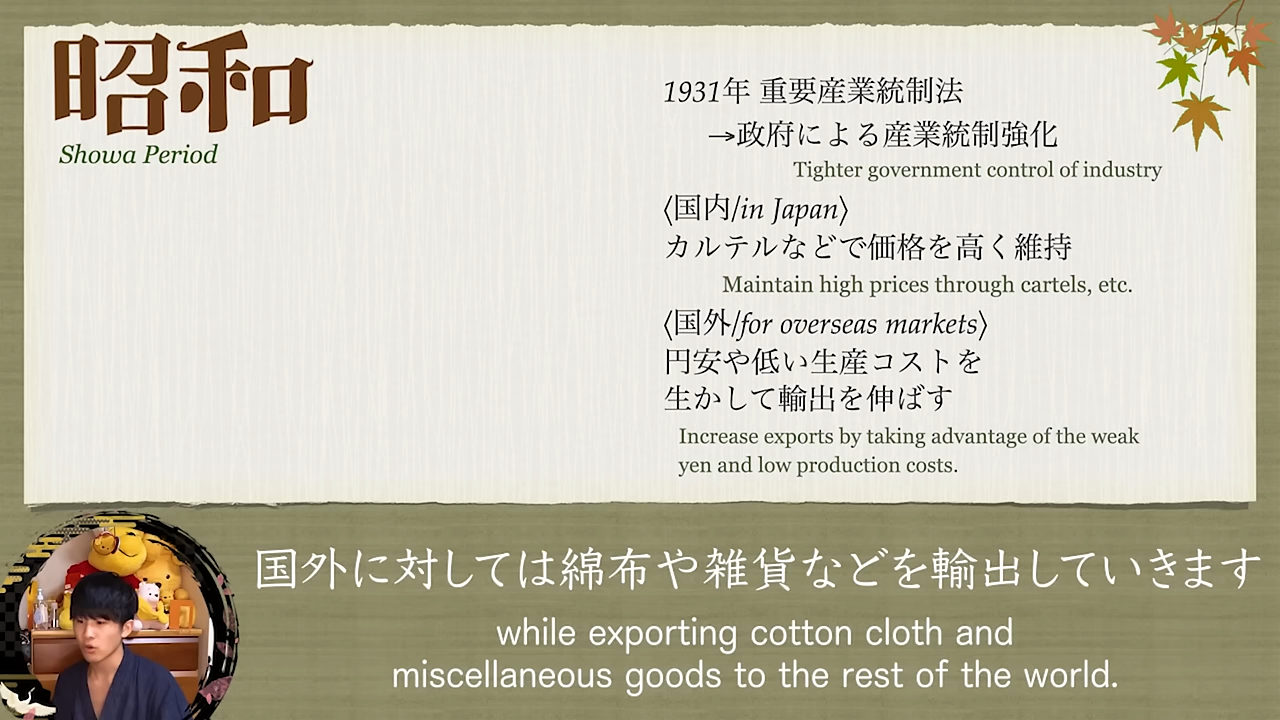 昭和
Showa Period
1931年 重要産業統制法
→政府による産業統制強化
Tighter government control of industry
〈国内/in Japan〉
カルテルなどで価格を高く維持
Maintain high prices through cartels, etc.
〈国外/for overseas markets〉
円安や低い生産コストを
生かして輸出を伸ばす
Increase exports by taking advantage of the weak
yen and low production costs.
国外に対しては綿布や雑貨などを輸出していきます
while exporting cotton cloth and
miscellaneous goods to the rest of the world.